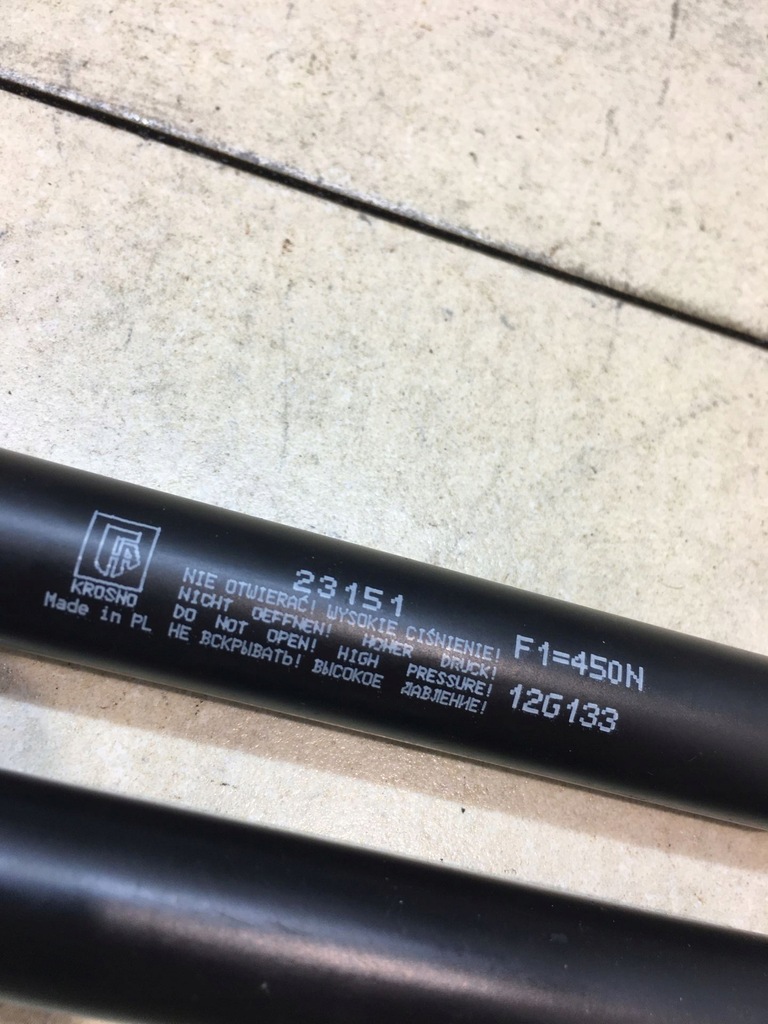 KROSNO
Made in PL
23151
NIE OTWIERAĆ! WYSOKIE CIŚNIENIE!
NICHT OEFFNEN! HOHER DRUCK!
DO NOT OPEN! HIGH PRESSURE!
НЕ ВСКРЫВАТЬ! ВЫСОКОЕ ДАВЛЕНИЕ!
F1=450N
12G133